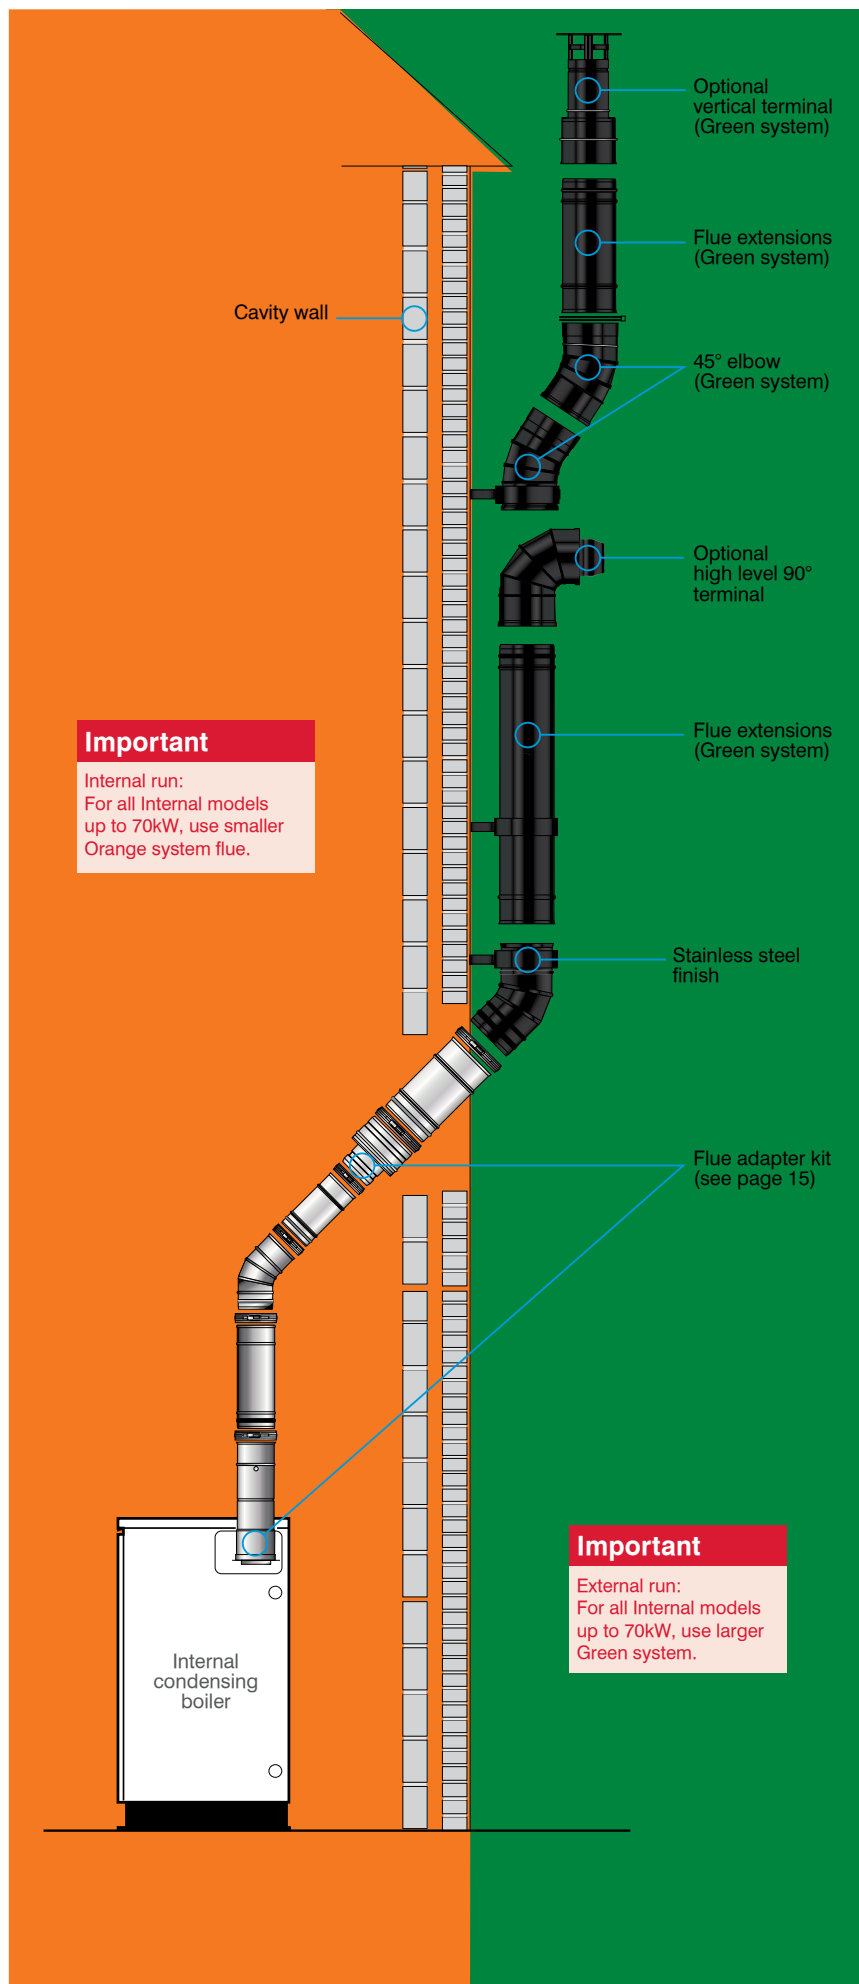 Optional
vertical terminal
(Green system)
Flue extensions
(Green system)
Cavity wall
45° elbow
(Green system)
Optional
high level 90°
terminal
Flue extensions
(Green system)
Important
Internal run:
For all Internal models
up to 70kW, use smaller
Orange system flue.
Stainless steel
finish
Flue adapter kit
(see page 15)
Important
External run:
For all Internal models
up to 70kW, use larger
Green system.
Internal
condensing
boiler